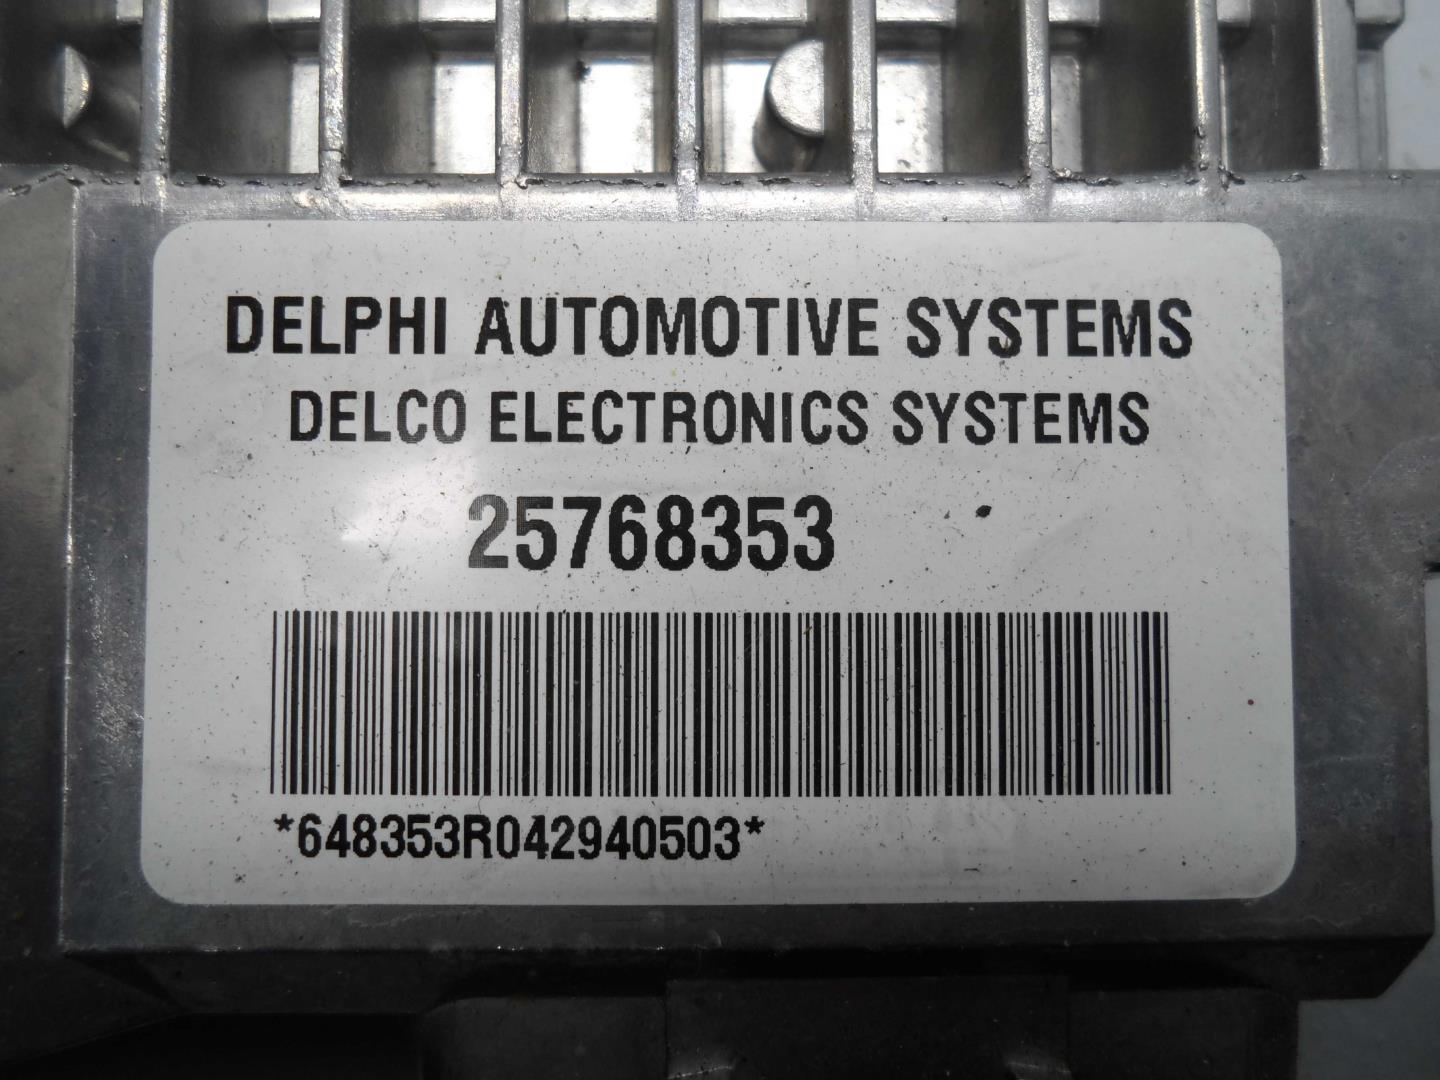 DELPHI AUTOMOTIVE SYSTEMS
DELCO ELECTRONICS SYSTEMS
25768353
*648353R042940503*